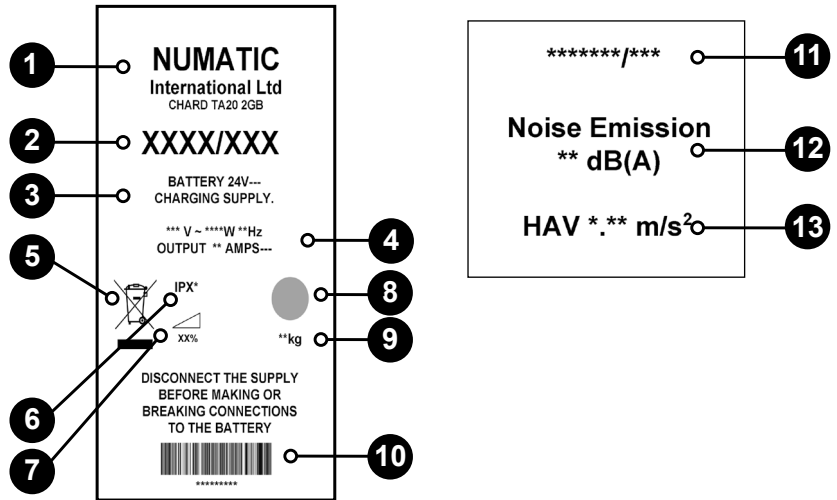 1
NUMATIC
International Ltd
CHARD TA20 2GB
2
XXXX/XXX
3
BATTERY 24V---
CHARGING SUPPLY.
*** V ~ ****W **Hz
OUTPUT ** AMPS---
4
5
IPX*
8
XX%
**kg
9
6
7
DISCONNECT THE SUPPLY
BEFORE MAKING OR
BREAKING CONNECTIONS
TO THE BATTERY
10
*********
*******/***
11
Noise Emission
** dB(A)
12
HAV *.** m/s²
13